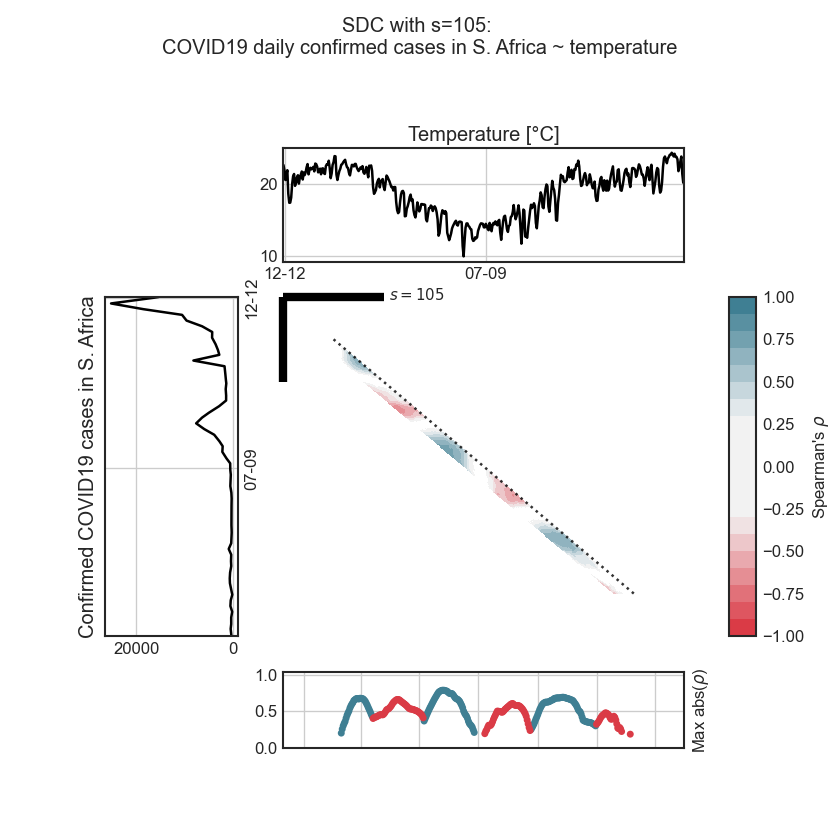 SDC with s=105:
COVID19 daily confirmed cases in S. Africa ~ temperature
Temperature [°C]
20
10
12-12
07-09
Confirmed COVID19 cases in S. Africa
12-12
07-09
20000
0
s = 105
1.00
0.75
0.50
0.25
0.00
−0.25
−0.50
−0.75
−1.00
Spearman's ρ
1.0
0.5
0.0
Max abs(ρ)